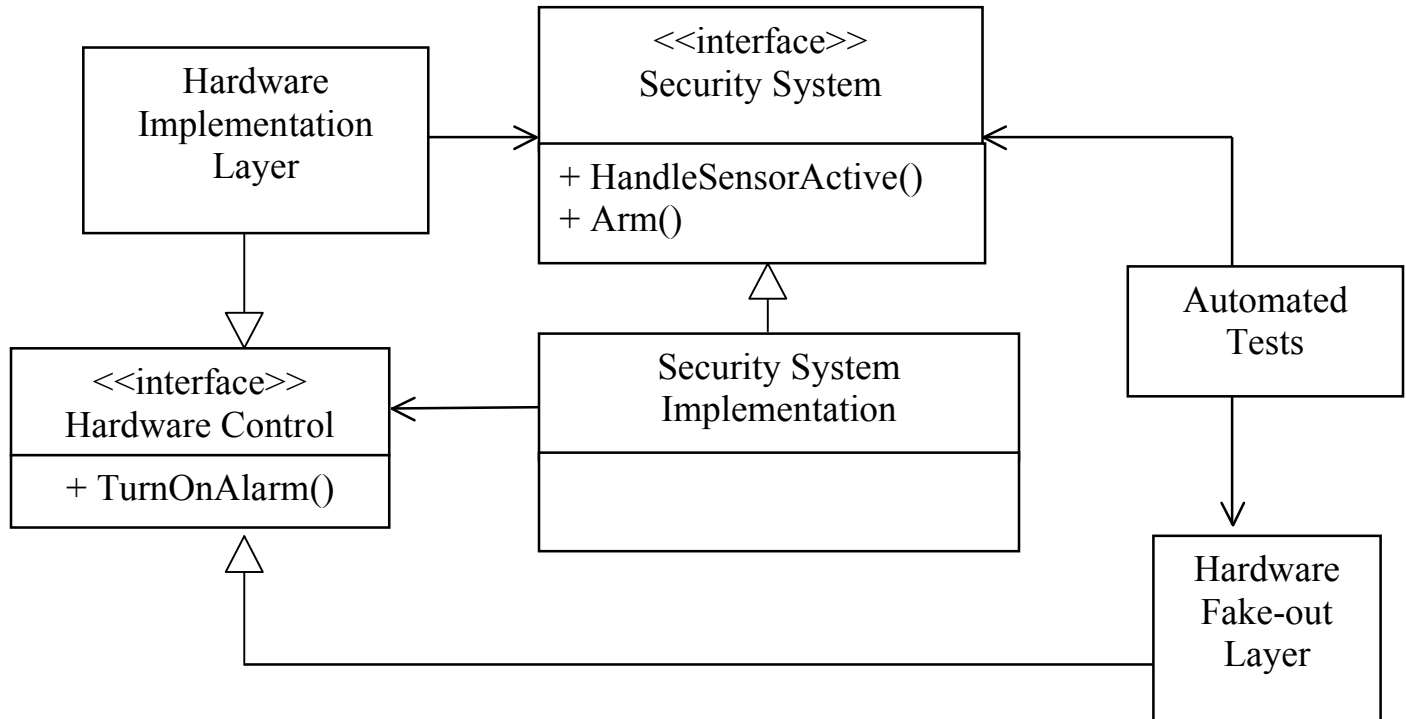 <<interface>>
Security System
+ HandleSensorActive()
+ Arm()
Hardware
Implementation
Layer
<<interface>>
Hardware Control
+ TurnOnAlarm()
Security System
Implementation
Automated
Tests
Hardware
Fake-out
Layer